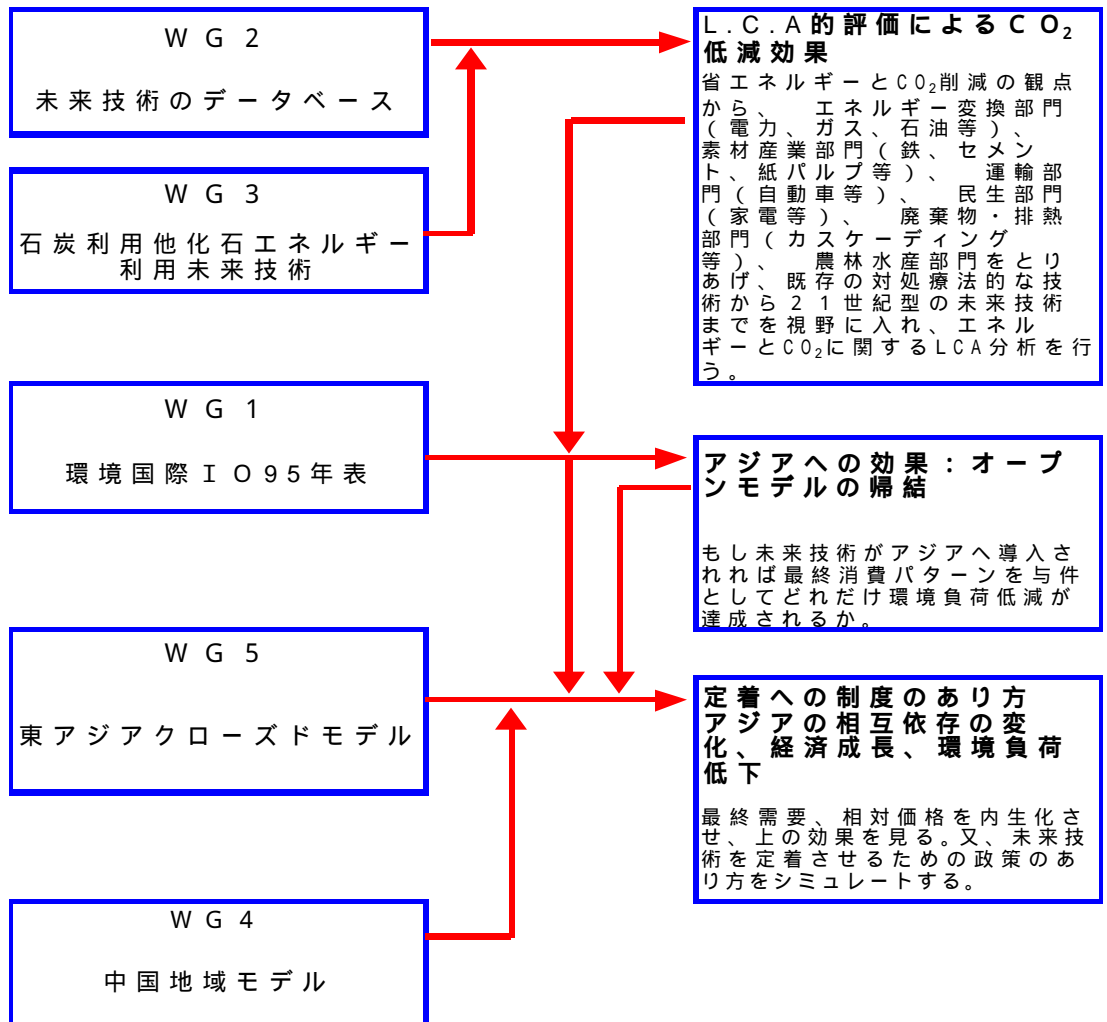 WG2
未来技術のデータベース
WG3
石炭利用他化石エネルギー
利用未来技術
WG1
環境国際ＩＯ95年表
WG5
東アジアクローズドモデル
WG4
中国地域モデル
L.C.A的評価によるCO₂
低減効果
省エネルギーとCO₂削減の観点
から、　エネルギー変換部門
（電力、ガス、石油等）、
素材産業部門（鉄、セメン
ト、紙パルプ等）、　運輸部
門（自動車等）、　民生部門
（家電等）、　廃棄物・排熱
部門（カスケーディング
等）、　農林水産部門をとり
あげ、既存の対処療法的な技
術から２１世紀型の未来技術
までを視野に入れ、エネル
ギーとCO₂に関するLCA分析を行
う。
アジアへの効果：オープ
ンモデルの帰結
もし未来技術がアジアへ導入さ
れれば最終消費パターンを与件
としてどれだけ環境負荷低減が
達成されるか。
定着への制度のあり方
アジアの相互依存の変
化、経済成長、環境負荷
低下
最終需要、相対価格を内生化さ
せ、上の効果を見る。又、未来技
術を定着させるための政策のあ
り方をシミュレートする。